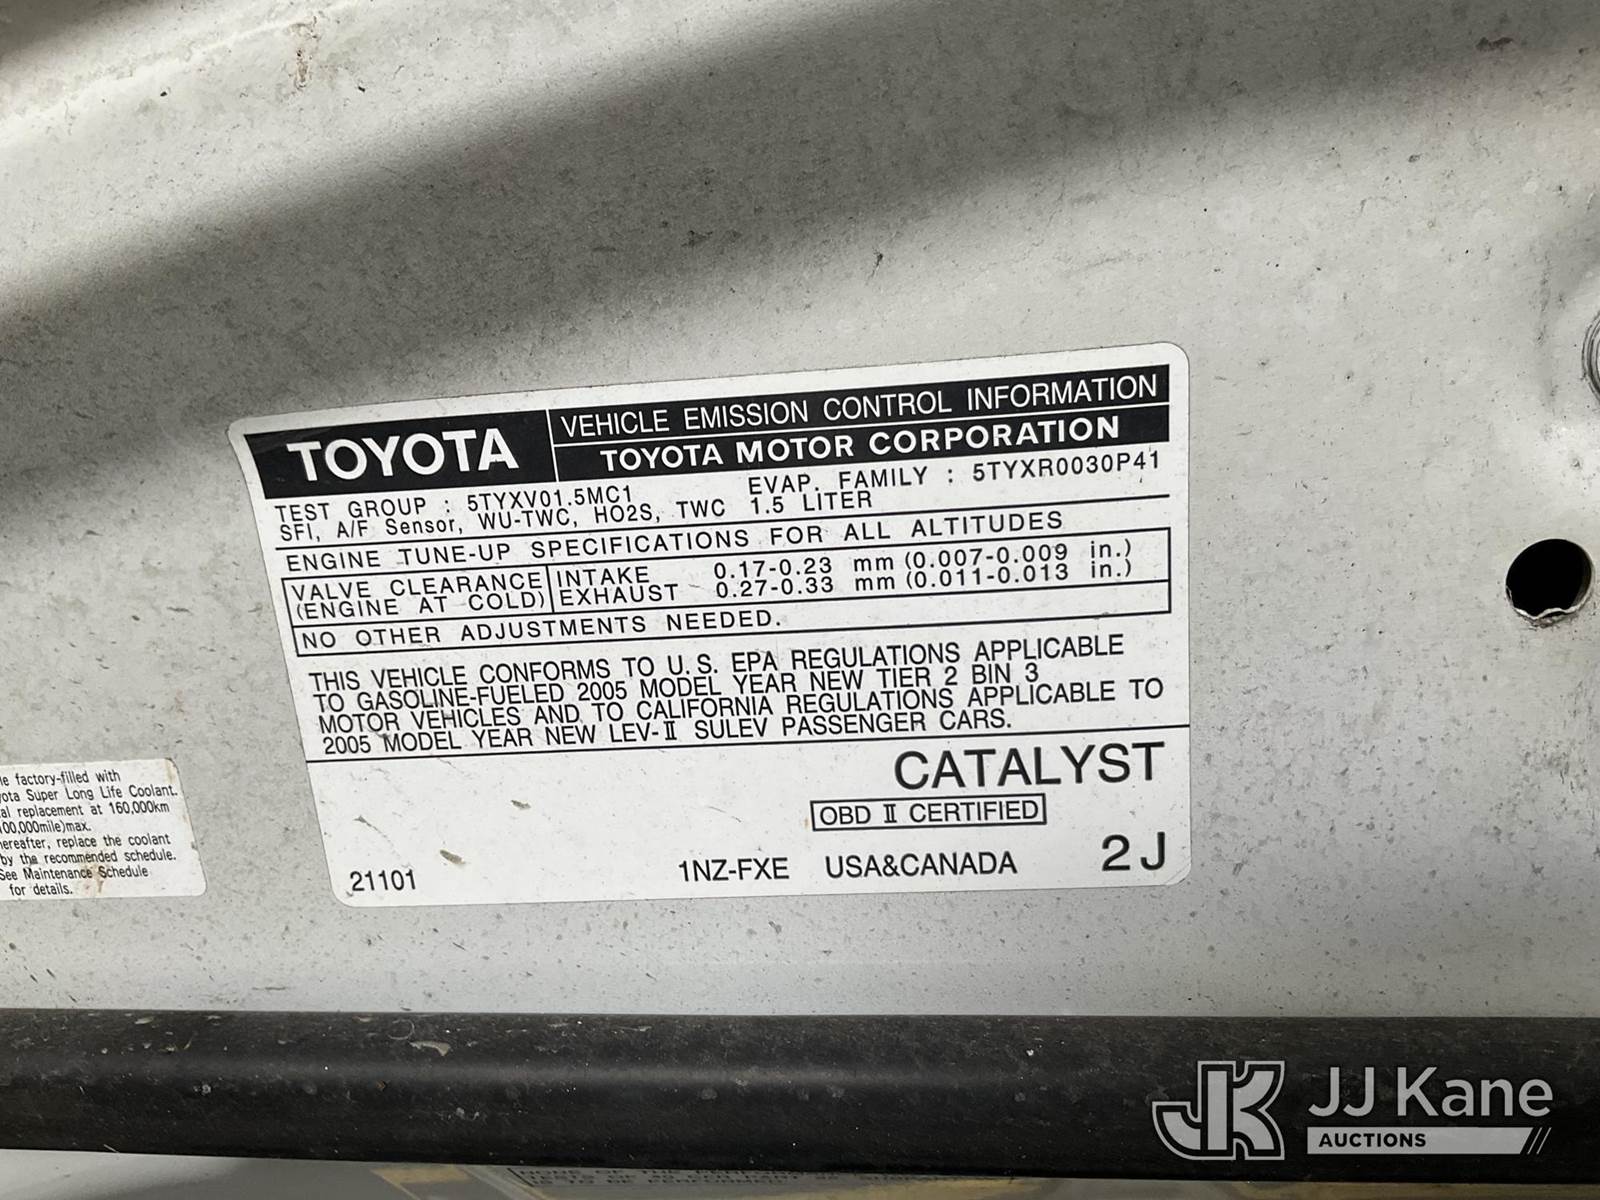 TOYOTA
VEHICLE EMISSION CONTROL INFORMATION
TOYOTA MOTOR CORPORATION
TEST GROUP : 5TYXV01.5MC1 EVAP. FAMILY : 5TYXR0030P41
SFI, A/F Sensor, WU-TWC, HO2S, TWC 1.5 LITER
ENGINE TUNE-UP SPECIFICATIONS FOR ALL ALTITUDES
VALVE CLEARANCE INTAKE 0.17-0.23 mm (0.007-0.009 in.)
(ENGINE AT COLD) EXHAUST 0.27-0.33 mm (0.011-0.013 in.)
NO OTHER ADJUSTMENTS NEEDED.
THIS VEHICLE CONFORMS TO U.S. EPA REGULATIONS APPLICABLE
TO GASOLINE-FUELED 2005 MODEL YEAR NEW TIER 2 BIN 3
MOTOR VEHICLES AND TO CALIFORNIA REGULATIONS APPLICABLE TO
2005 MODEL YEAR NEW LEV-II SULEV PASSENGER CARS.
CATALYST
OBD II CERTIFIED
21101 1NZ-FXE USA&CANADA 2J
factory-filled with
Super Long Life Coolant.
replacement at 160,000km
00,000mile)max.
replace the coolant
by the recommended schedule.
See Maintenance Schedule
for details.
JK JJ Kane
AUCTIONS